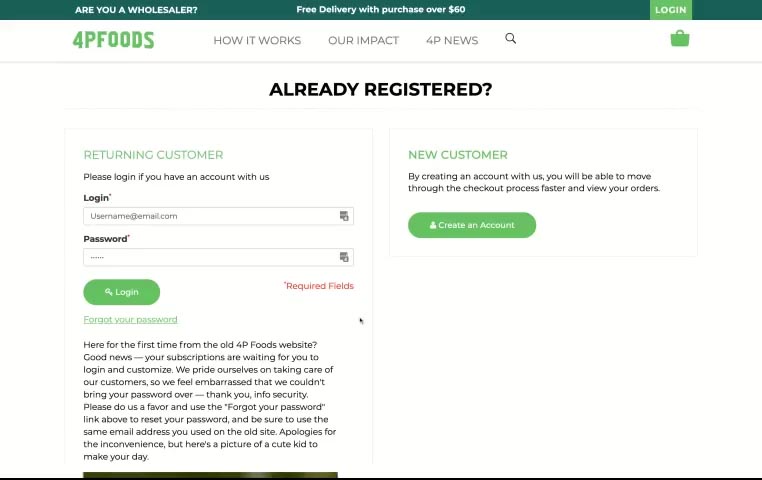 ARE YOU A WHOLESALER?
Free Delivery with purchase over $60
LOGIN
4PFOODS
HOW IT WORKS
OUR IMPACT
4P NEWS
ALREADY REGISTERED?
RETURNING CUSTOMER
Please login if you have an account with us
Login*
Username@email.com
Password*
······
Login
*Required Fields
Forgot your password
Here for the first time from the old 4P Foods website?
Good news — your subscriptions are waiting for you to
login and customize. We pride ourselves on taking care of
our customers, so we feel embarrassed that we couldn't
bring your password over — thank you, info security.
Please do us a favor and use the "Forgot your password"
link above to reset your password, and be sure to use the
same email address you used on the old site. Apologies for
the inconvenience, but here's a picture of a cute kid to
make your day.
NEW CUSTOMER
By creating an account with us, you will be able to move
through the checkout process faster and view your orders.
Create an Account